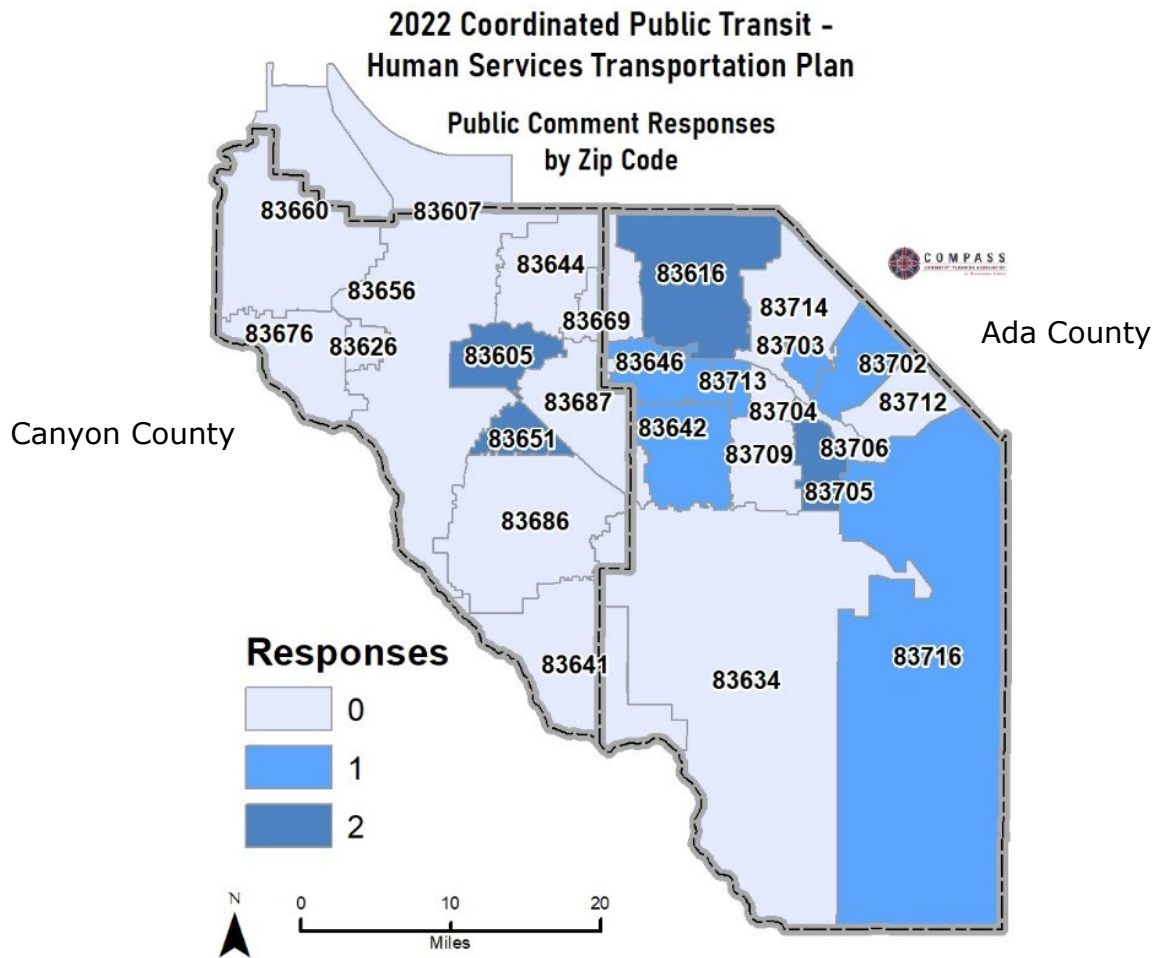 2022 Coordinated Public Transit -
Human Services Transportation Plan
Public Comment Responses
by Zip Code
83660
83607
83644
83616
COMPASS
83656
83714
83669
Ada County
83676
83626
83605
83703
83646
83702
83713
83687
83712
83704
Canyon County
83651
83642
83709
83706
83705
83686
83641
83716
83634
Responses
0
1
2
N
0 10 20
Miles